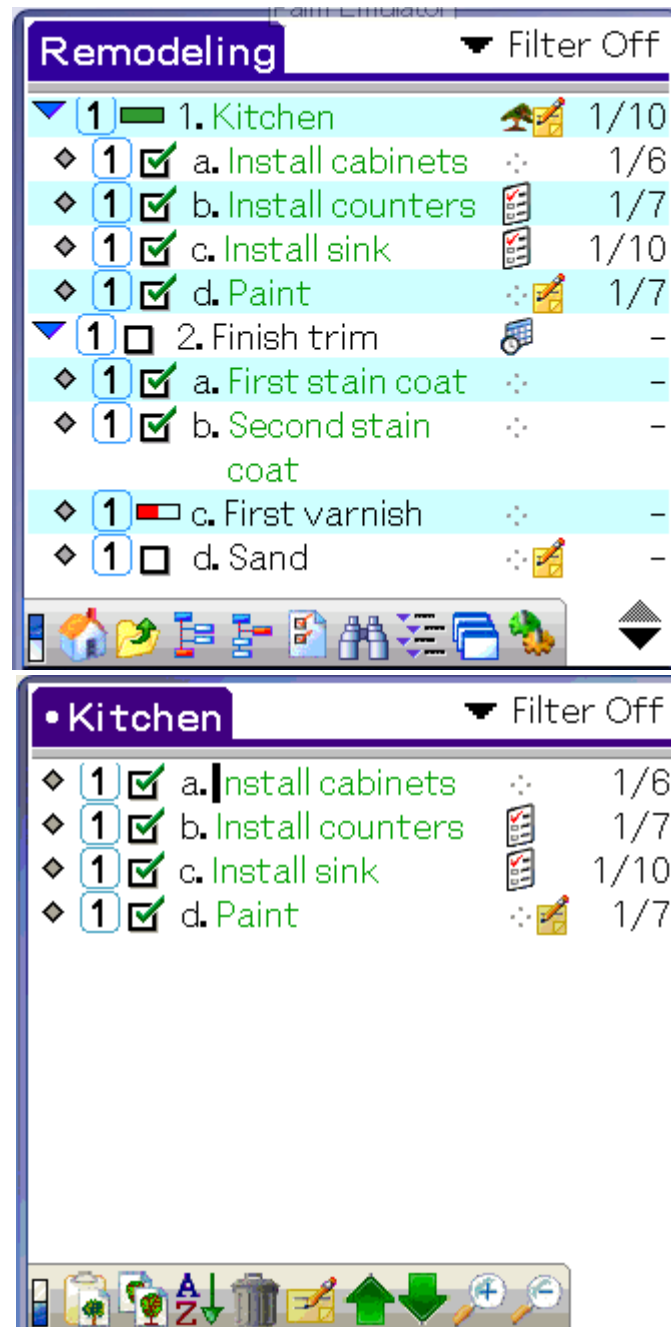 Palm Emulator
Remodeling Filter Off
1 1. Kitchen 1/10
1 a. Install cabinets 1/6
1 b. Install counters 1/7
1 c. Install sink 1/10
1 d. Paint 1/7
1 2. Finish trim –
1 a. First stain coat –
1 b. Second stain –
coat
1 c. First varnish –
1 d. Sand –
• Kitchen Filter Off
1 a. Install cabinets 1/6
1 b. Install counters 1/7
1 c. Install sink 1/10
1 d. Paint 1/7
A
Z